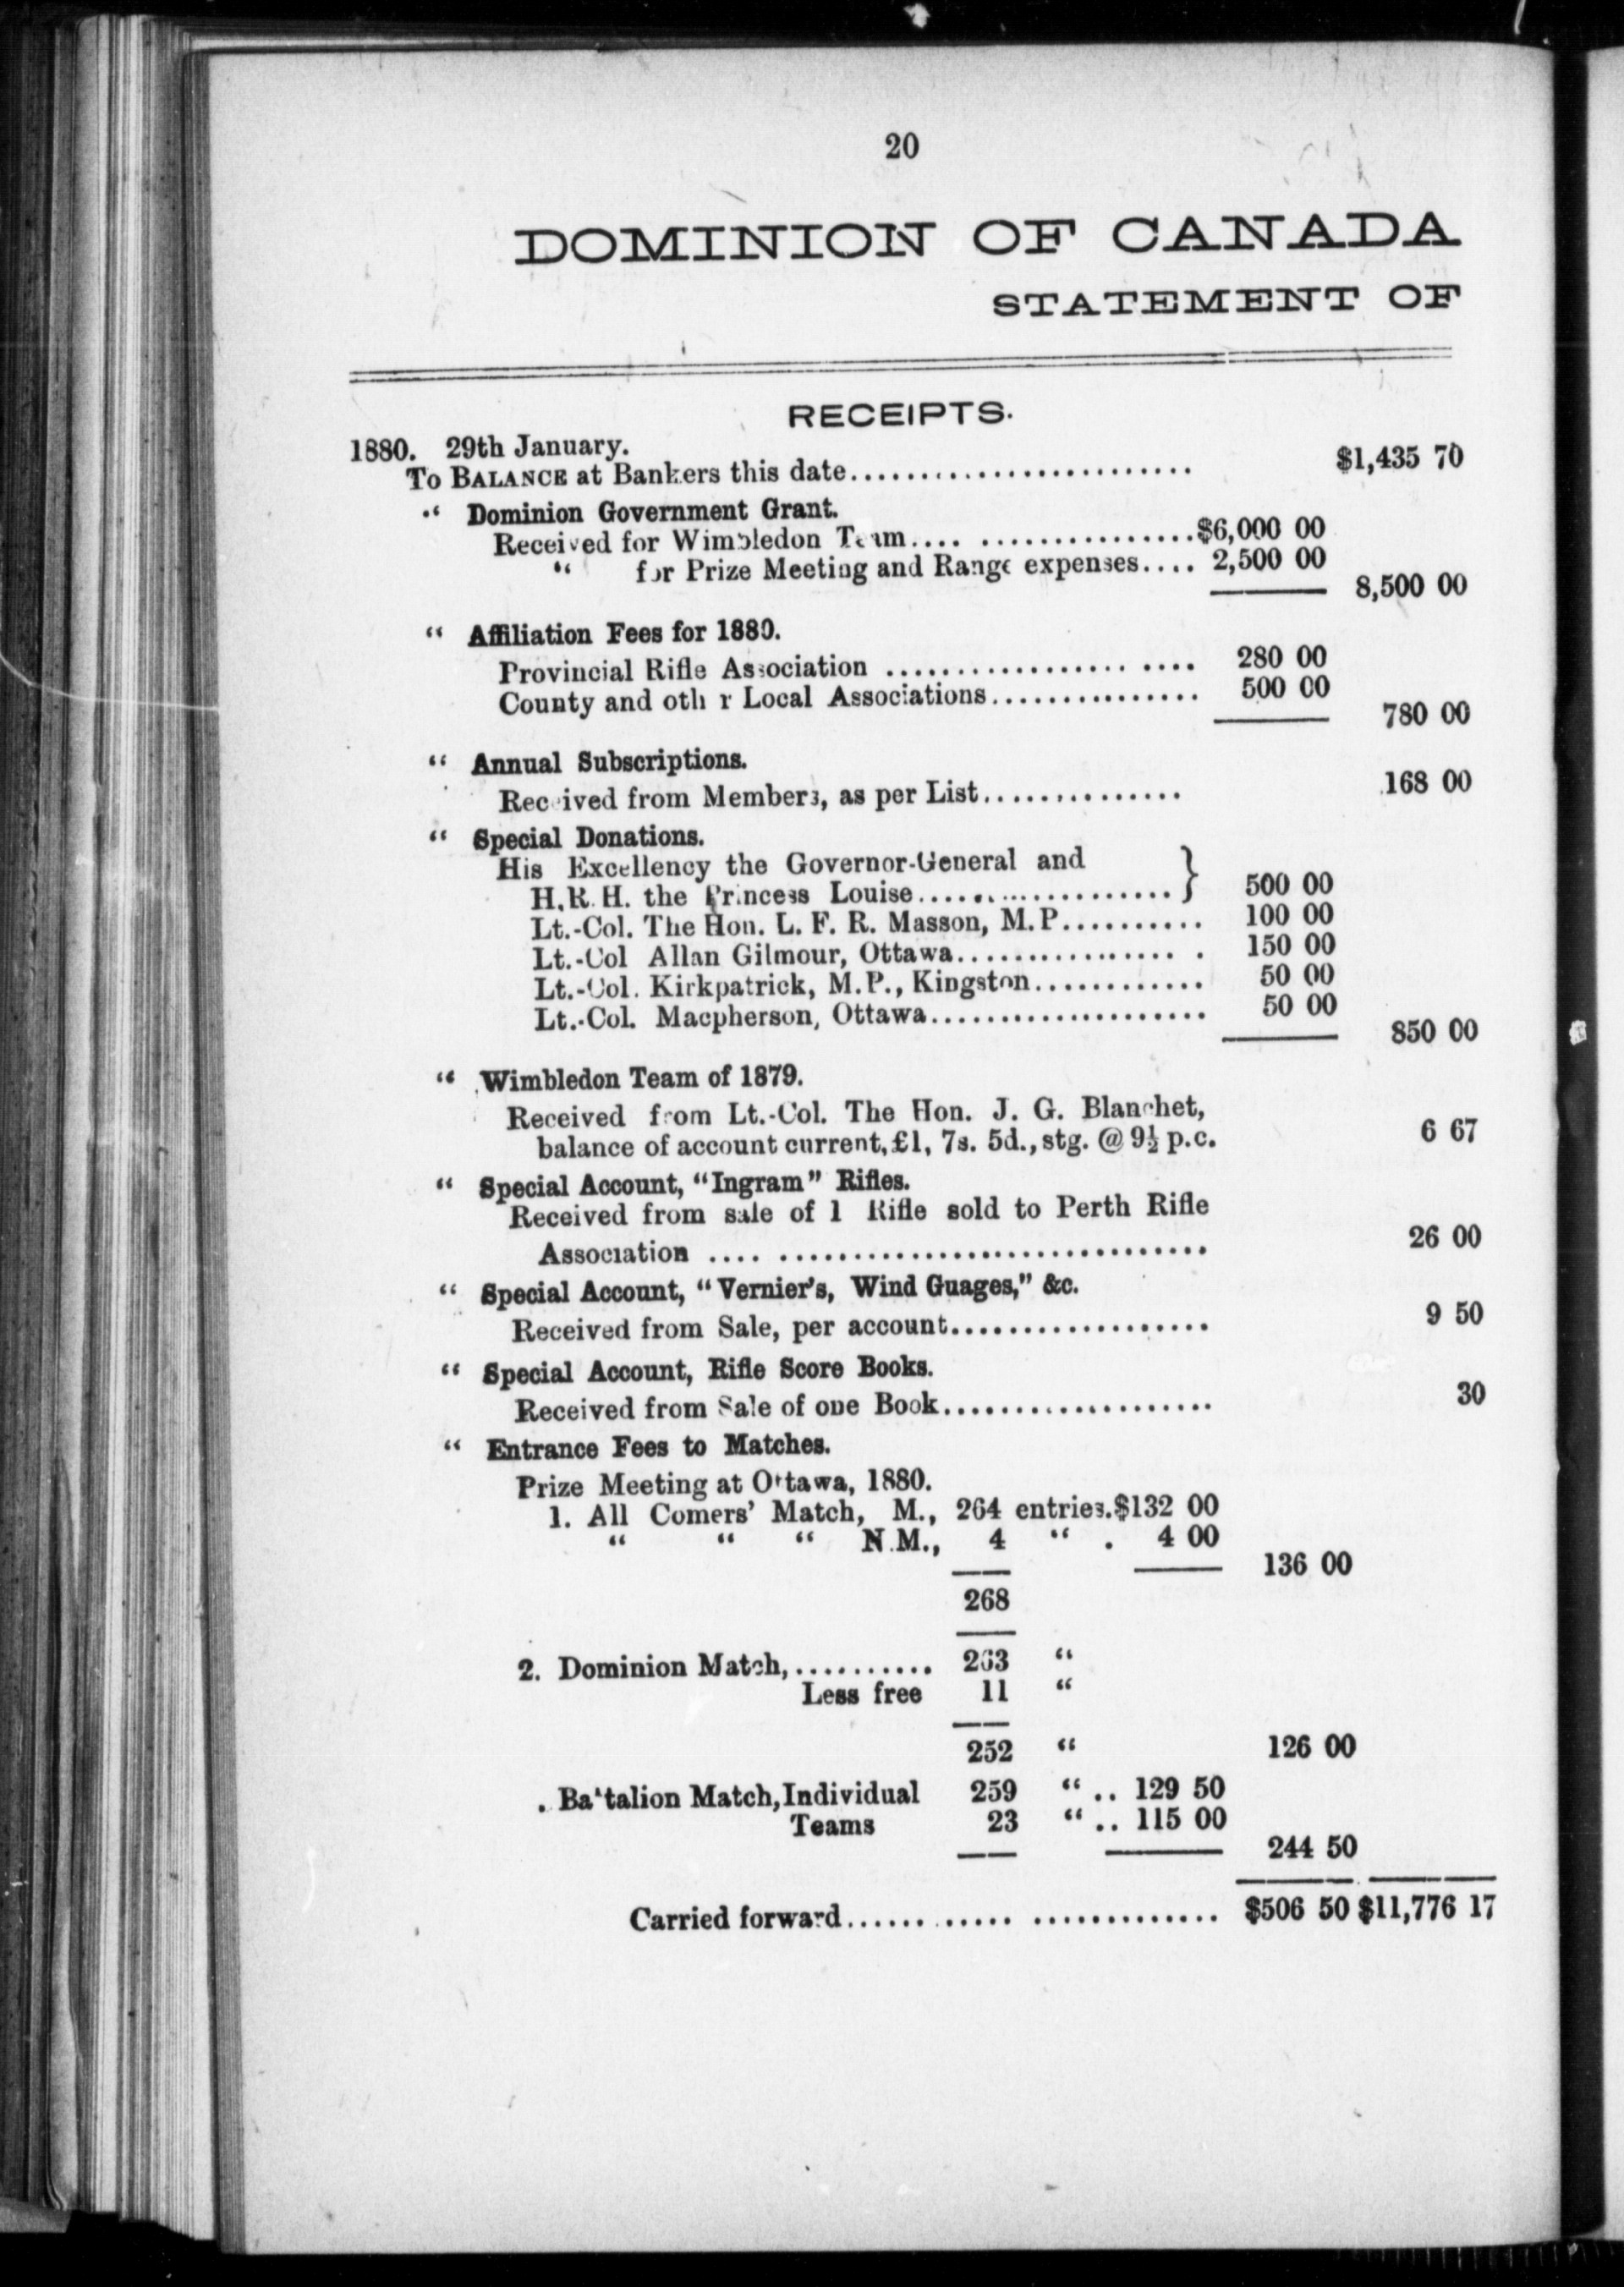 20
DOMINION OF CANADA
STATEMENT OF
RECEIPTS.
1880. 29th January.
To BALANCE at Bankers this date........................ $1,435 70
" Dominion Government Grant.
Received for Wimbledon Team.... ...............$6,000 00
" for Prize Meeting and Range expenses.... 2,500 00
8,500 00
" Affiliation Fees for 1880.
Provincial Rifle Association ................. .... 280 00
County and other Local Associations............... 500 00
780 00
" Annual Subscriptions.
Received from Members, as per List.............. 168 00
" Special Donations.
His Excellency the Governor-General and }
H.R.H. the Princess Louise................... } 500 00
Lt.-Col. The Hon. L. F. R. Masson, M.P.......... 100 00
Lt.-Col Allan Gilmour, Ottawa................ . 150 00
Lt.-Col. Kirkpatrick, M.P., Kingston............ 50 00
Lt.-Col. Macpherson, Ottawa.................... 50 00
850 00
" Wimbledon Team of 1879.
Received from Lt.-Col. The Hon. J. G. Blanchet,
balance of account current, £1, 7s. 5d., stg. @ 9½ p.c. 6 67
" Special Account, "Ingram" Rifles.
Received from sale of 1 Rifle sold to Perth Rifle
Association .... .............................. 26 00
" Special Account, "Vernier's, Wind Guages," &c.
Received from Sale, per account.................. 9 50
" Special Account, Rifle Score Books.
Received from Sale of one Book................... 30
" Entrance Fees to Matches.
Prize Meeting at Ottawa, 1880.
1. All Comers' Match, M., 264 entries.$132 00
" " " N.M., 4 " . 4 00
136 00
268
2. Dominion Match,.......... 263 "
Less free 11 "
252 " 126 00
. Battalion Match, Individual 259 " .. 129 50
Teams 23 " .. 115 00
244 50
Carried forward...... ..... ............. $506 50 $11,776 17